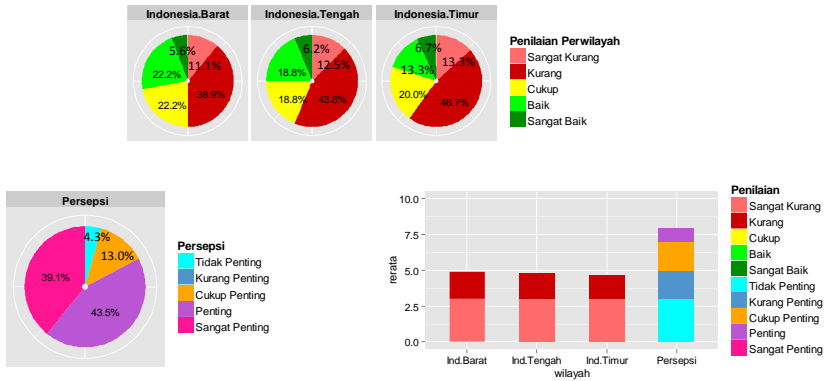 Indonesia.Barat
Indonesia.Tengah
Indonesia.Timur
5.6%
11.1%
22.2%
38.9%
22.2%
6.2%
12.5%
18.8%
18.8%
43.8%
6.7%
13.3%
13.3%
20.0%
46.7%
Penilaian Perwilayah
Sangat Kurang
Kurang
Cukup
Baik
Sangat Baik
Persepsi
4.3%
13.0%
39.1%
43.5%
Persepsi
Tidak Penting
Kurang Penting
Cukup Penting
Penting
Sangat Penting
10.0
7.5
5.0
2.5
0.0
rerata
Ind.Barat
Ind.Tengah
Ind.Timur
Persepsi
wilayah
Penilaian
Sangat Kurang
Kurang
Cukup
Baik
Sangat Baik
Tidak Penting
Kurang Penting
Cukup Penting
Penting
Sangat Penting